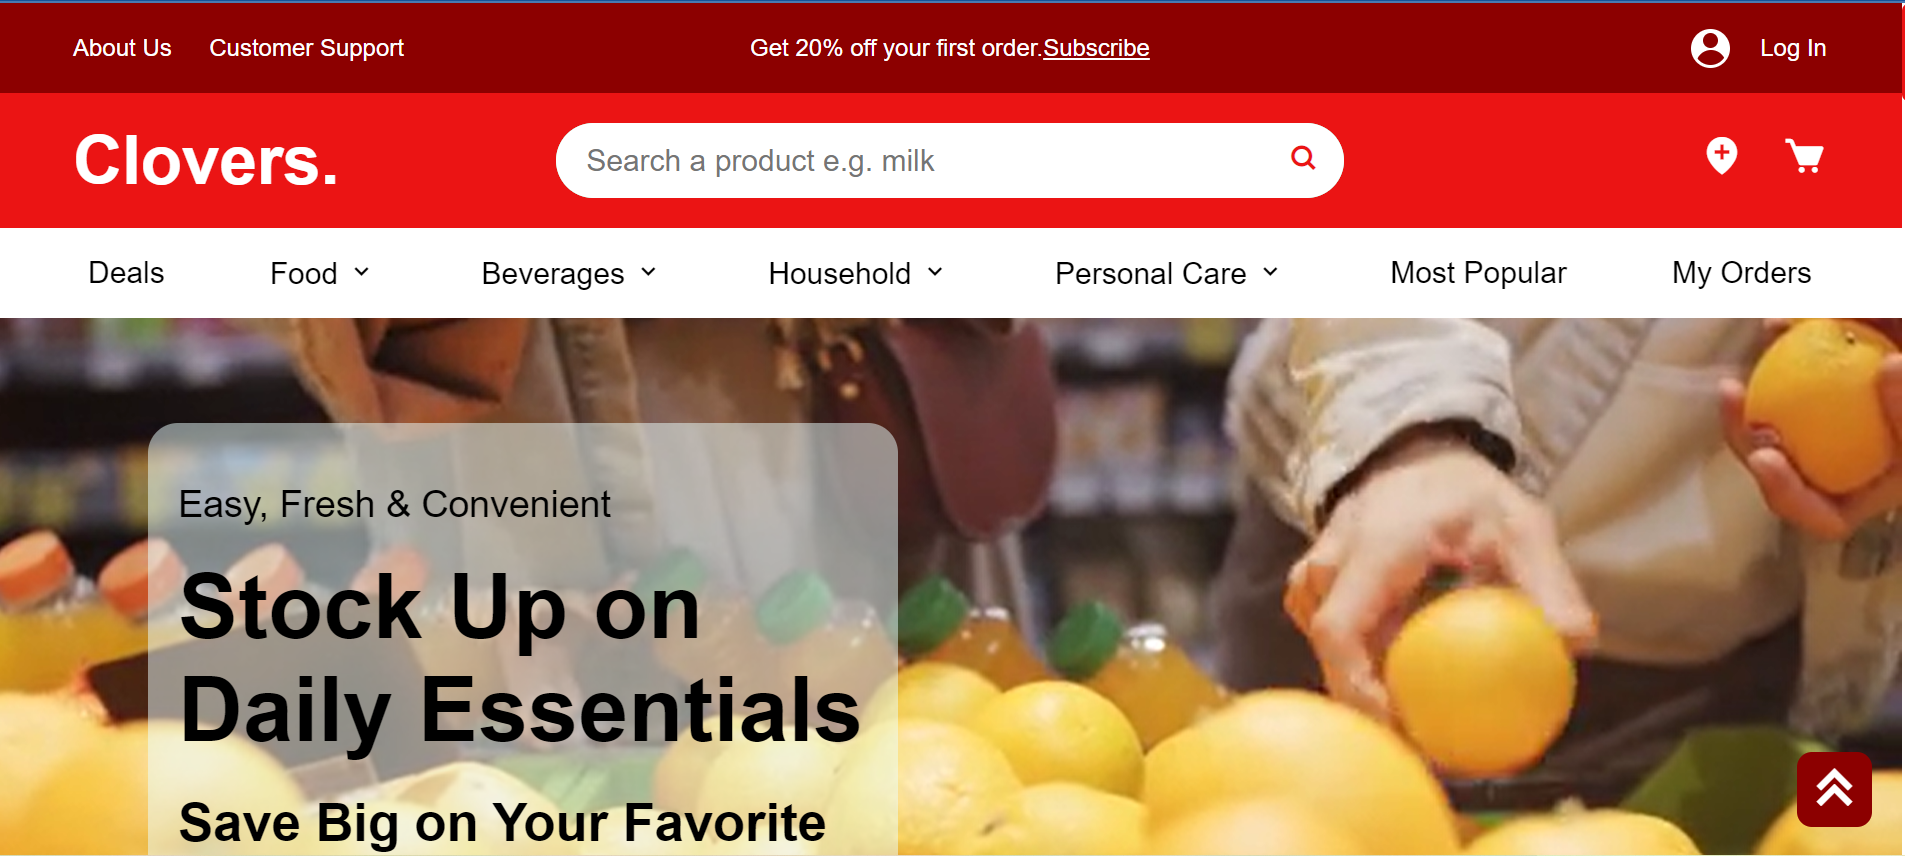 About Us Customer Support Get 20% off your first order.Subscribe Log In
Clovers. Search a product e.g. milk
Deals Food Beverages Household Personal Care Most Popular My Orders
Easy, Fresh & Convenient
Stock Up on
Daily Essentials
Save Big on Your Favorite